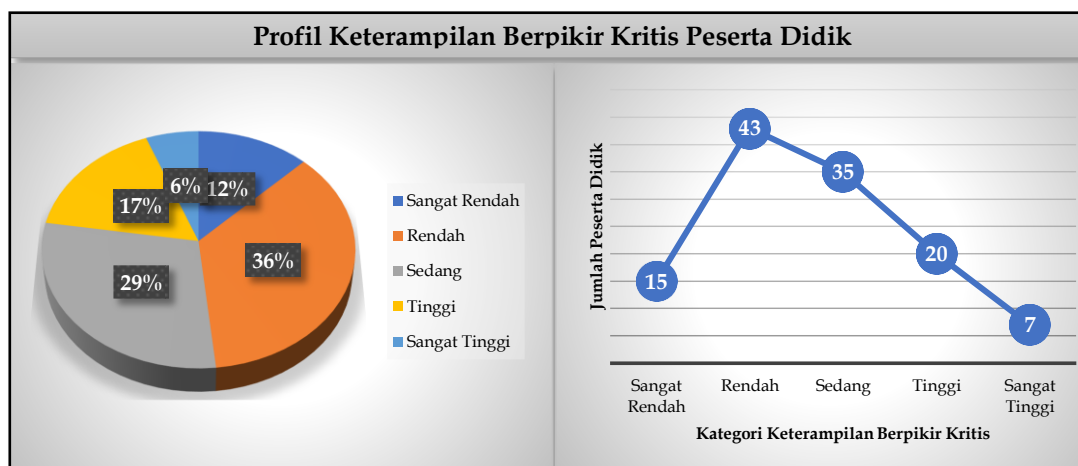 Profil Keterampilan Berpikir Kritis Peserta Didik
6%
12%
17%
36%
29%
Sangat Rendah
Rendah
Sedang
Tinggi
Sangat Tinggi
Jumlah Peserta Didik
43
35
20
15
7
Sangat
Rendah
Rendah
Sedang
Tinggi
Sangat
Tinggi
Kategori Keterampilan Berpikir Kritis